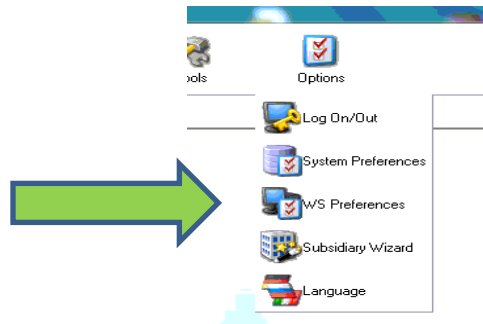 ools
Options
Log On/Out
System Preferences
WS Preferences
Subsidiary Wizard
Language